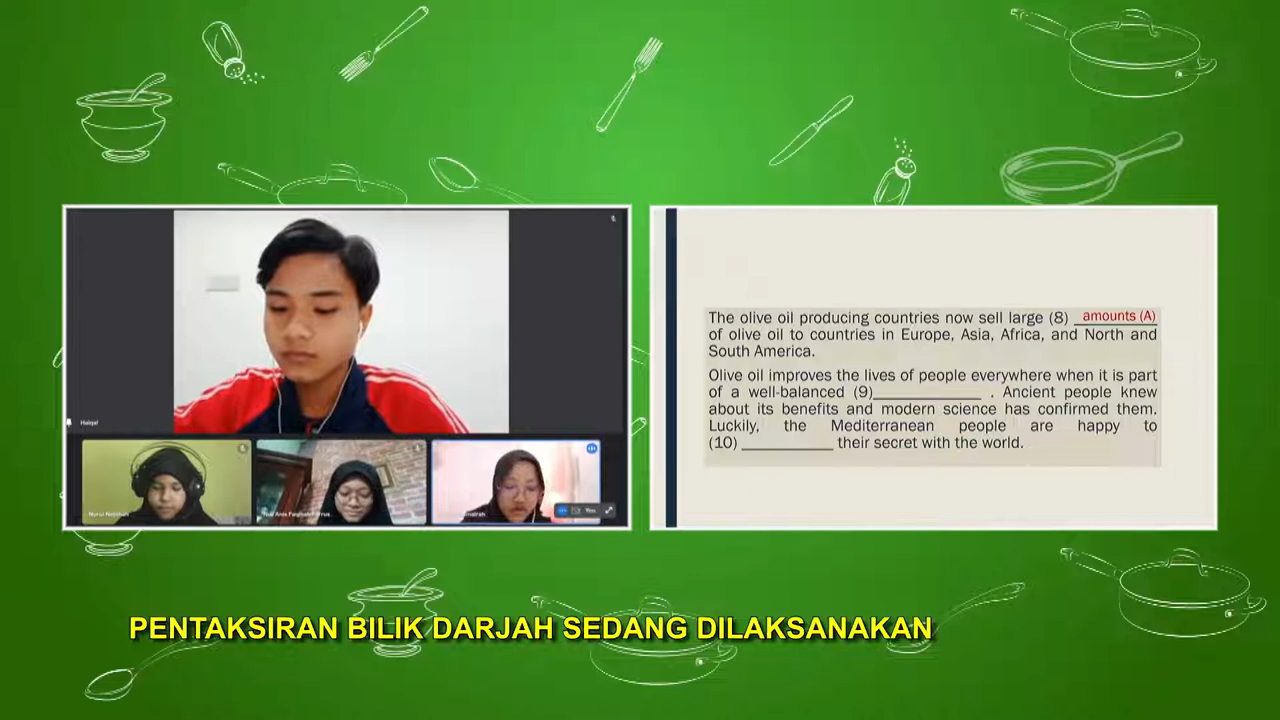 Haiqal
You
The olive oil producing countries now sell large (8) amounts (A)
of olive oil to countries in Europe, Asia, Africa, and North and
South America.
Olive oil improves the lives of people everywhere when it is part
of a well-balanced (9)____________ . Ancient people knew
about its benefits and modern science has confirmed them.
Luckily, the Mediterranean people are happy to
(10) ____________ their secret with the world.
PENTAKSIRAN BILIK DARJAH SEDANG DILAKSANAKAN